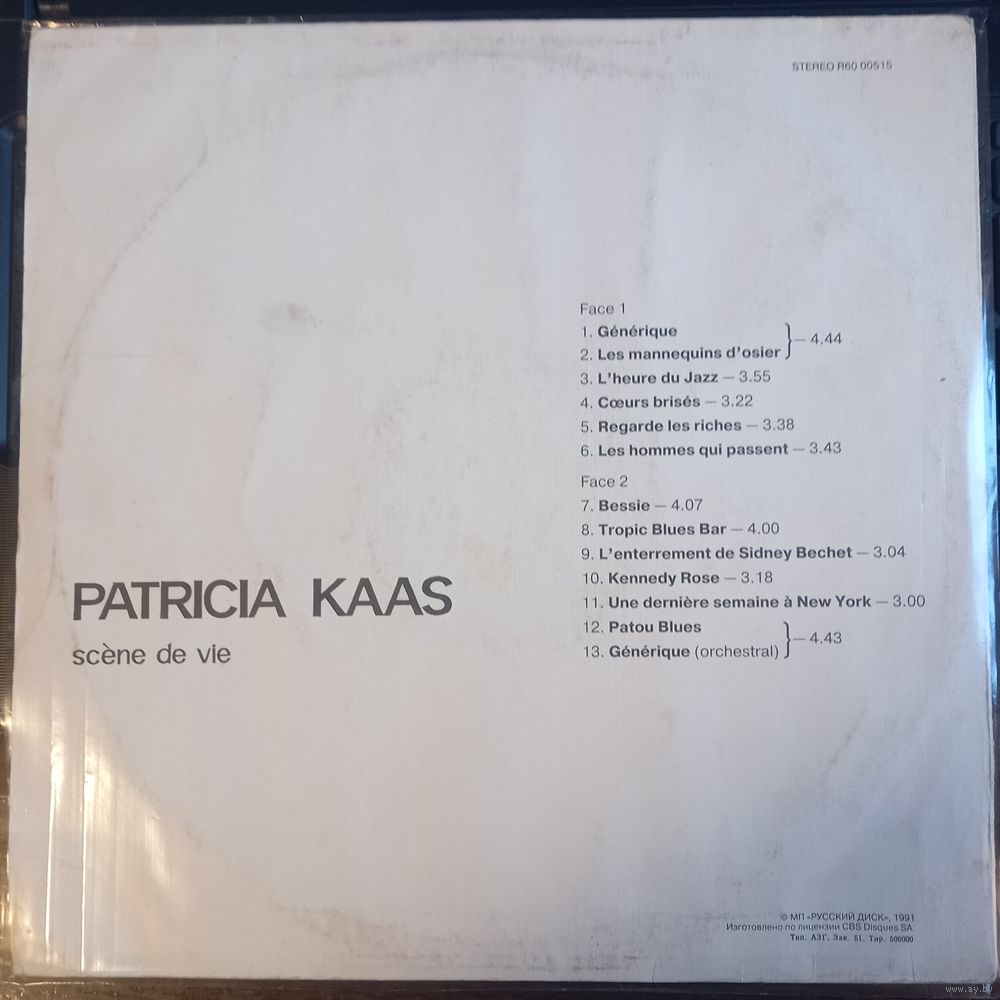 STEREO R60 00515
Face 1
1. Générique
2. Les mannequins d'osier } — 4.44
3. L'heure du Jazz — 3.55
4. Cœurs brisés — 3.22
5. Regarde les riches — 3.38
6. Les hommes qui passent — 3.43
Face 2
7. Bessie — 4.07
8. Tropic Blues Bar — 4.00
9. L'enterrement de Sidney Bechet — 3.04
10. Kennedy Rose — 3.18
11. Une dernière semaine à New York — 3.00
12. Patou Blues
13. Générique (orchestral) } — 4.43
PATRICIA KAAS
scène de vie
© МП «РУССКИЙ ДИСК», 1991
Изготовлено по лицензии CBS Disques SA.
Тип. АЗГ. Зак. 51. Тир. 500000
www.ay.by